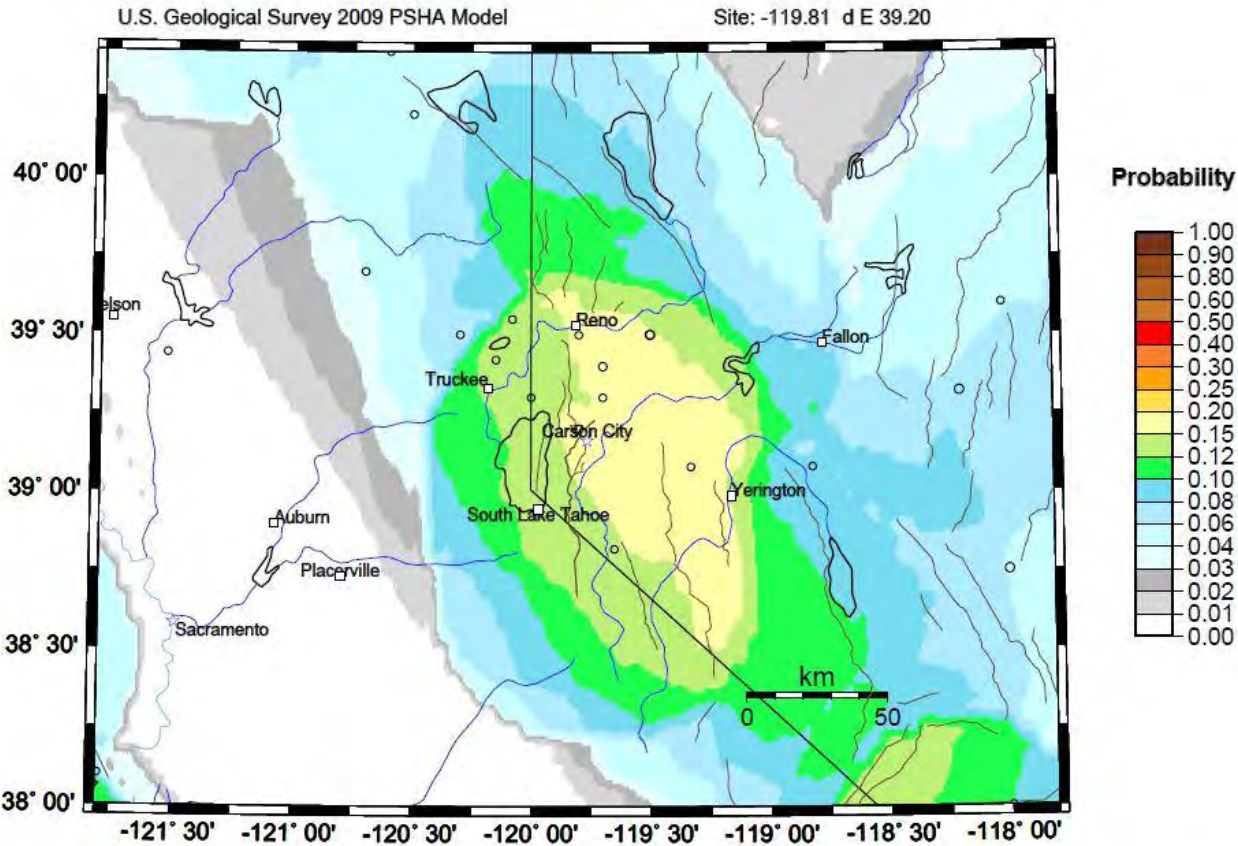 U.S. Geological Survey 2009 PSHA Model
Site: -119.81 d E 39.20
40° 00'
39° 30'
39° 00'
38° 30'
38° 00'
-121° 30'
-121° 00'
-120° 30'
-120° 00'
-119° 30'
-119° 00'
-118° 30'
-118° 00'
elson
Reno
Fallon
Truckee
Carson City
Yerington
South Lake Tahoe
Auburn
Placerville
Sacramento
km
0
50
Probability
1.00
0.90
0.80
0.60
0.50
0.40
0.30
0.25
0.20
0.15
0.12
0.10
0.08
0.06
0.04
0.03
0.02
0.01
0.00